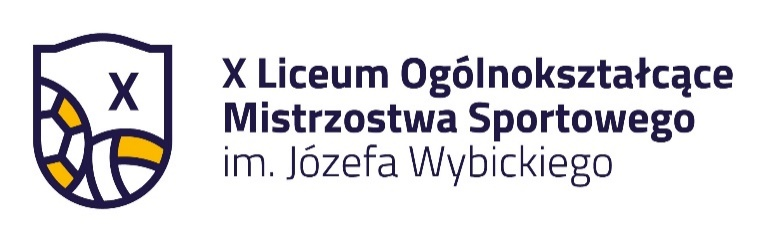 X
X Liceum Ogólnokształcące
Mistrzostwa Sportowego
im. Józefa Wybickiego